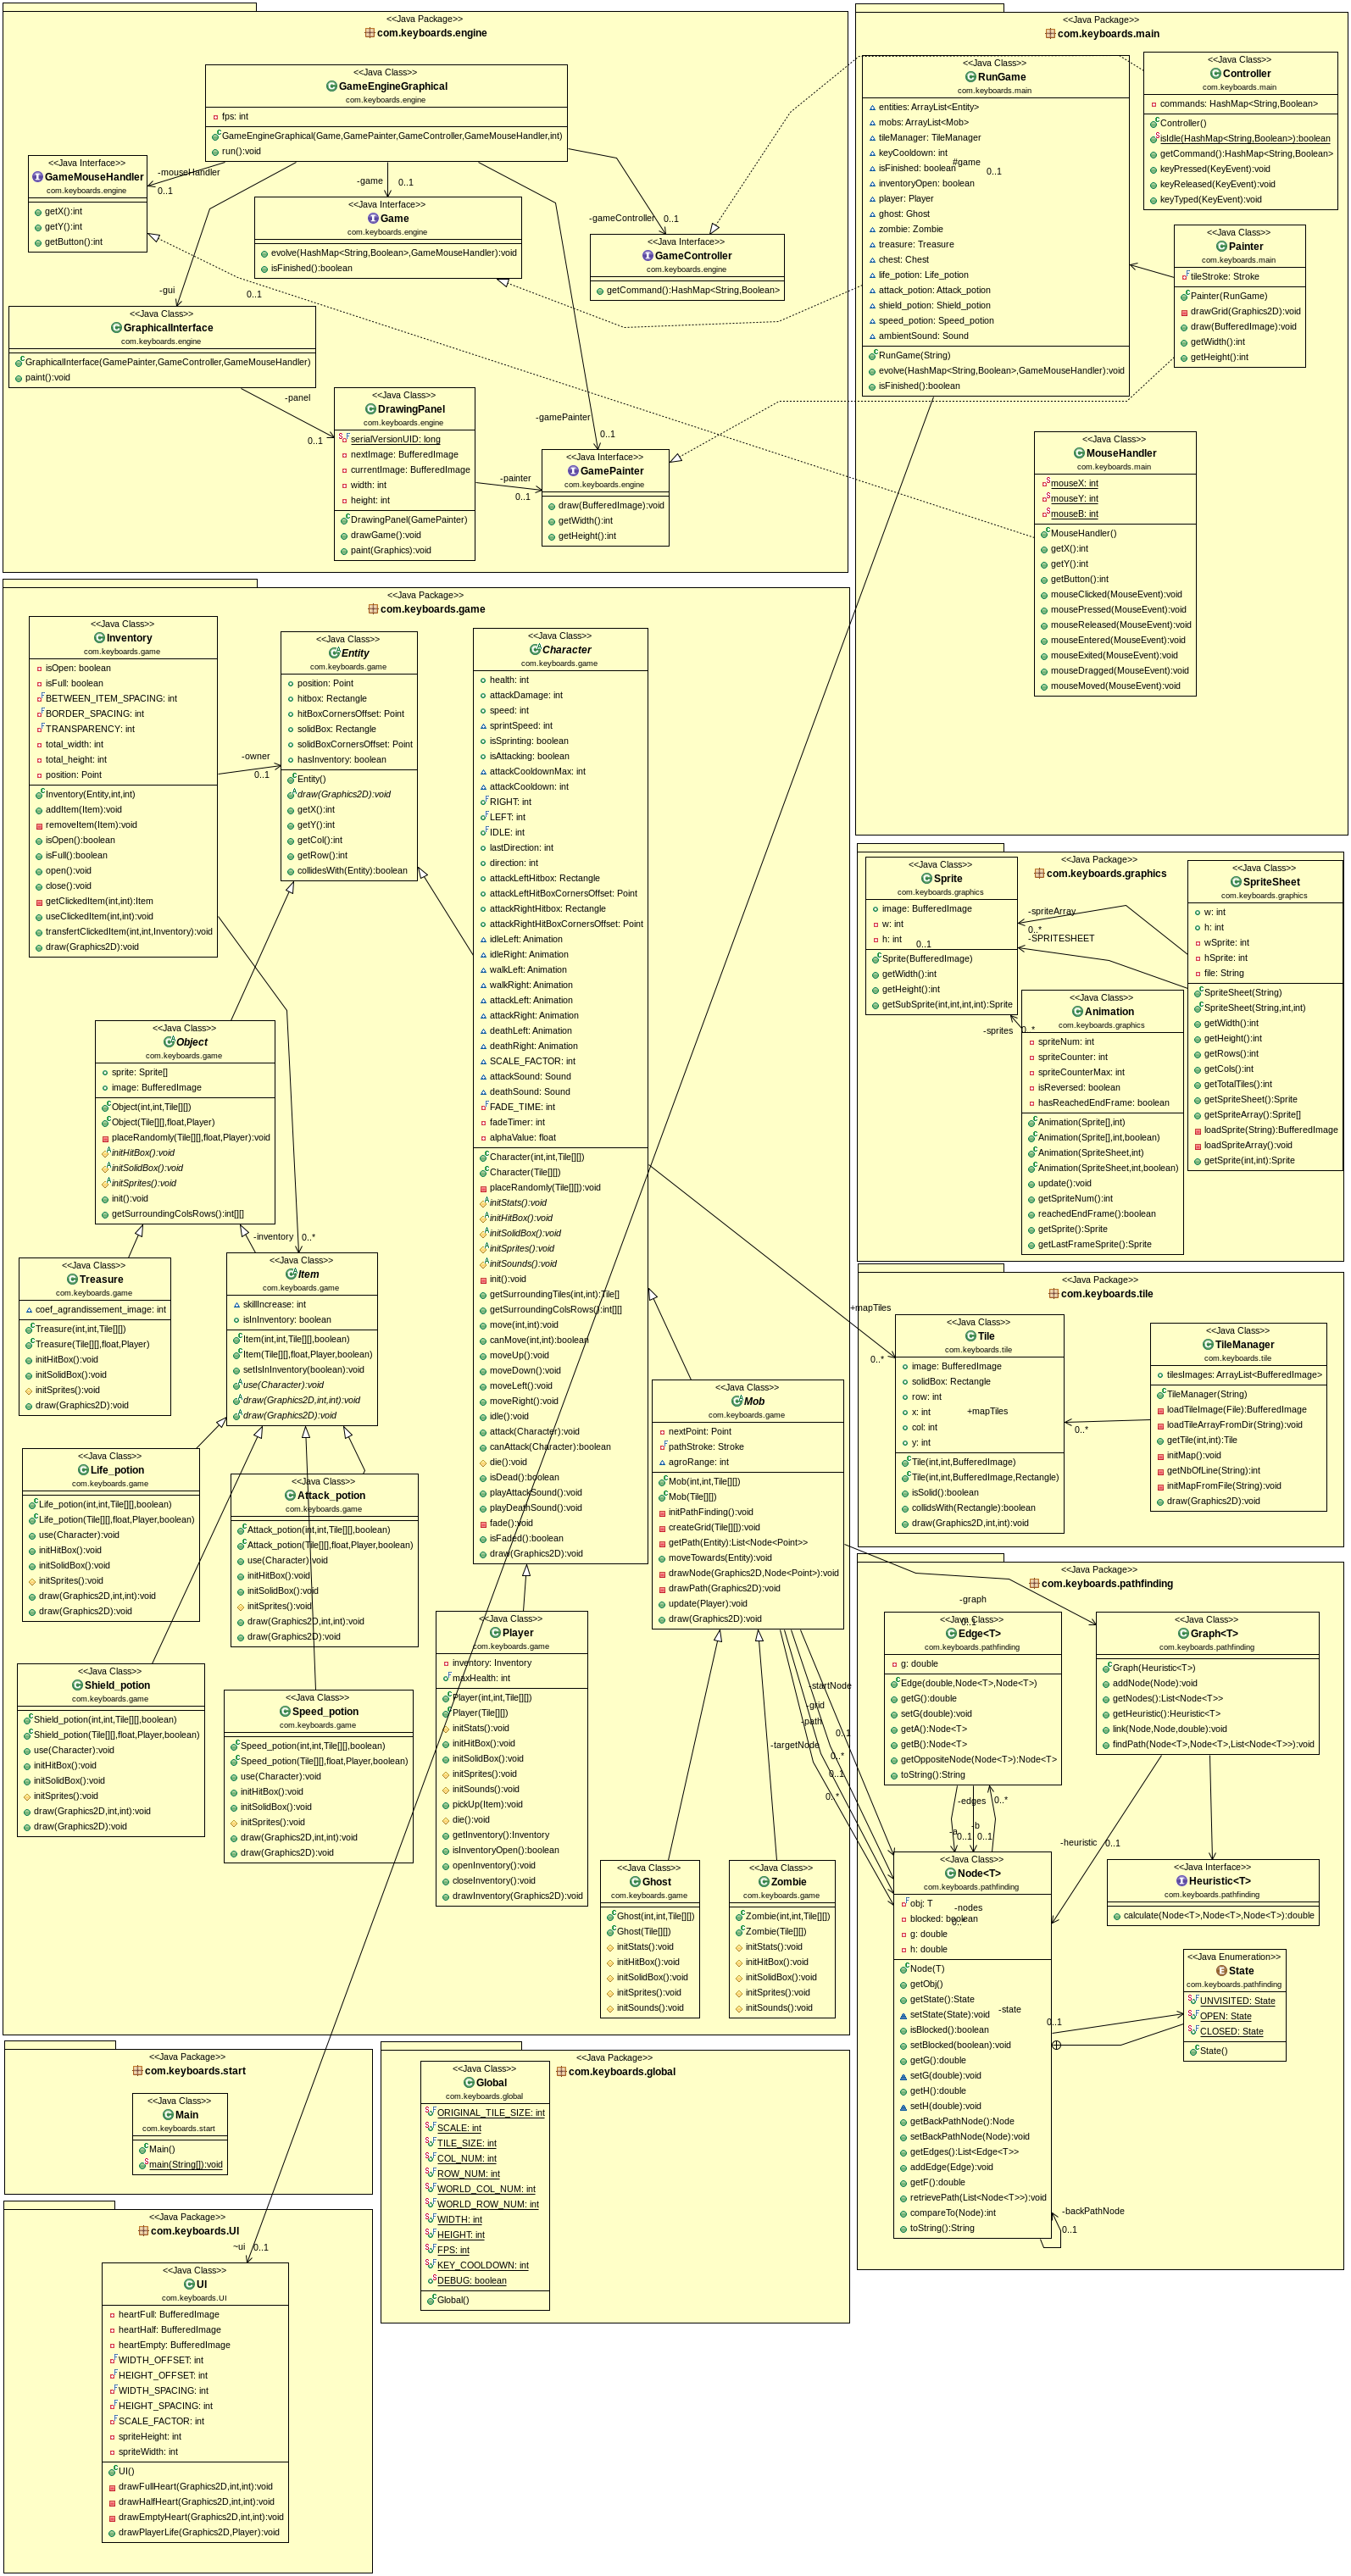 <<Java Package>>
com.keyboards.engine
<<Java Class>>
GameEngineGraphical
com.keyboards.engine
fps: int
GameEngineGraphical(Game,GamePainter,GameController,GameMouseHandler,int)
run():void
<<Java Interface>>
GameMouseHandler
com.keyboards.engine
getX():int
getY():int
getButton():int
-mouseHandler
0..1
-game
0..1
<<Java Interface>>
Game
com.keyboards.engine
evolve(HashMap<String,Boolean>,GameMouseHandler):void
isFinished():boolean
-gameController
0..1
<<Java Interface>>
GameController
com.keyboards.engine
getCommand():HashMap<String,Boolean>
-gui
0..1
<<Java Class>>
GraphicalInterface
com.keyboards.engine
GraphicalInterface(GamePainter,GameController,GameMouseHandler)
paint():void
-panel
0..1
<<Java Class>>
DrawingPanel
com.keyboards.engine
serialVersionUID: long
nextImage: BufferedImage
currentImage: BufferedImage
width: int
height: int
DrawingPanel(GamePainter)
drawGame():void
paint(Graphics):void
-painter
0..1
-gamePainter
0..1
<<Java Interface>>
GamePainter
com.keyboards.engine
draw(BufferedImage):void
getWidth():int
getHeight():int
<<Java Package>>
com.keyboards.main
<<Java Class>>
RunGame
com.keyboards.main
entities: ArrayList<Entity>
mobs: ArrayList<Mob>
tileManager: TileManager
keyCooldown: int
isFinished: boolean
inventoryOpen: boolean
player: Player
ghost: Ghost
zombie: Zombie
treasure: Treasure
chest: Chest
life_potion: Life_potion
attack_potion: Attack_potion
shield_potion: Shield_potion
speed_potion: Speed_potion
ambientSound: Sound
RunGame(String)
evolve(HashMap<String,Boolean>,GameMouseHandler):void
isFinished():boolean
#game
0..1
<<Java Class>>
Controller
com.keyboards.main
commands: HashMap<String,Boolean>
Controller()
isIdle(HashMap<String,Boolean>):boolean
getCommand():HashMap<String,Boolean>
keyPressed(KeyEvent):void
keyReleased(KeyEvent):void
keyTyped(KeyEvent):void
<<Java Class>>
Painter
com.keyboards.main
tileStroke: Stroke
Painter(RunGame)
drawGrid(Graphics2D):void
draw(BufferedImage):void
getWidth():int
getHeight():int
<<Java Class>>
MouseHandler
com.keyboards.main
mouseX: int
mouseY: int
mouseB: int
MouseHandler()
getX():int
getY():int
getButton():int
mouseClicked(MouseEvent):void
mousePressed(MouseEvent):void
mouseReleased(MouseEvent):void
mouseEntered(MouseEvent):void
mouseExited(MouseEvent):void
mouseDragged(MouseEvent):void
mouseMoved(MouseEvent):void
<<Java Package>>
com.keyboards.game
<<Java Class>>
Inventory
com.keyboards.game
isOpen: boolean
isFull: boolean
BETWEEN_ITEM_SPACING: int
BORDER_SPACING: int
TRANSPARENCY: int
total_width: int
total_height: int
position: Point
Inventory(Entity,int,int)
addItem(Item):void
removeItem(Item):void
isOpen():boolean
isFull():boolean
open():void
close():void
getClickedItem(int,int):Item
useClickedItem(int,int):void
transfertClickedItem(int,int,Inventory):void
draw(Graphics2D):void
-owner
0..1
<<Java Class>>
Entity
com.keyboards.game
position: Point
hitbox: Rectangle
hitBoxCornersOffset: Point
solidBox: Rectangle
solidBoxCornersOffset: Point
hasInventory: boolean
Entity()
draw(Graphics2D):void
getX():int
getY():int
getCol():int
getRow():int
collidesWith(Entity):boolean
<<Java Class>>
Character
com.keyboards.game
health: int
attackDamage: int
speed: int
sprintSpeed: int
isSprinting: boolean
isAttacking: boolean
attackCooldownMax: int
attackCooldown: int
RIGHT: int
LEFT: int
IDLE: int
lastDirection: int
direction: int
attackLeftHitbox: Rectangle
attackLeftHitBoxCornersOffset: Point
attackRightHitbox: Rectangle
attackRightHitBoxCornersOffset: Point
idleLeft: Animation
idleRight: Animation
walkLeft: Animation
walkRight: Animation
attackLeft: Animation
attackRight: Animation
deathLeft: Animation
deathRight: Animation
SCALE_FACTOR: int
attackSound: Sound
deathSound: Sound
FADE_TIME: int
fadeTimer: int
alphaValue: float
Character(int,int,Tile[][])
Character(Tile[][])
placeRandomly(Tile[][]):void
initStats():void
initHitBox():void
initSolidBox():void
initSprites():void
initSounds():void
init():void
getSurroundingTiles(int,int):Tile[]
getSurroundingColsRows():int[][]
move(int,int):void
canMove(int,int):boolean
moveUp():void
moveDown():void
moveLeft():void
moveRight():void
idle():void
attack(Character):void
canAttack(Character):boolean
die():void
isDead():boolean
playAttackSound():void
playDeathSound():void
fade():void
isFaded():boolean
draw(Graphics2D):void
<<Java Class>>
Object
com.keyboards.game
sprite: Sprite[]
image: BufferedImage
Object(int,int,Tile[][])
Object(Tile[][],float,Player)
placeRandomly(Tile[][],float,Player):void
initHitBox():void
initSolidBox():void
initSprites():void
init():void
getSurroundingColsRows():int[][]
-inventory
0..*
<<Java Class>>
Treasure
com.keyboards.game
coef_agrandissement_image: int
Treasure(int,int,Tile[][])
Treasure(Tile[][],float,Player)
initHitBox():void
initSolidBox():void
initSprites():void
draw(Graphics2D):void
<<Java Class>>
Item
com.keyboards.game
skillIncrease: int
isInInventory: boolean
Item(int,int,Tile[][],boolean)
Item(Tile[][],float,Player,boolean)
setIsInInventory(boolean):void
use(Character):void
draw(Graphics2D,int,int):void
draw(Graphics2D):void
<<Java Class>>
Life_potion
com.keyboards.game
Life_potion(int,int,Tile[][],boolean)
Life_potion(Tile[][],float,Player,boolean)
use(Character):void
initHitBox():void
initSolidBox():void
initSprites():void
draw(Graphics2D,int,int):void
draw(Graphics2D):void
<<Java Class>>
Attack_potion
com.keyboards.game
Attack_potion(int,int,Tile[][],boolean)
Attack_potion(Tile[][],float,Player,boolean)
use(Character):void
initHitBox():void
initSolidBox():void
initSprites():void
draw(Graphics2D,int,int):void
draw(Graphics2D):void
<<Java Class>>
Shield_potion
com.keyboards.game
Shield_potion(int,int,Tile[][],boolean)
Shield_potion(Tile[][],float,Player,boolean)
use(Character):void
initHitBox():void
initSolidBox():void
initSprites():void
draw(Graphics2D,int,int):void
draw(Graphics2D):void
<<Java Class>>
Speed_potion
com.keyboards.game
Speed_potion(int,int,Tile[][],boolean)
Speed_potion(Tile[][],float,Player,boolean)
use(Character):void
initHitBox():void
initSolidBox():void
initSprites():void
draw(Graphics2D,int,int):void
draw(Graphics2D):void
<<Java Class>>
Player
com.keyboards.game
inventory: Inventory
maxHealth: int
Player(int,int,Tile[][])
Player(Tile[][])
initStats():void
initHitBox():void
initSolidBox():void
initSprites():void
initSounds():void
pickUp(Item):void
die():void
getInventory():Inventory
isInventoryOpen():boolean
openInventory():void
closeInventory():void
drawInventory(Graphics2D):void
<<Java Class>>
Mob
com.keyboards.game
nextPoint: Point
pathStroke: Stroke
agroRange: int
Mob(int,int,Tile[][])
Mob(Tile[][])
initPathFinding():void
createGrid(Tile[][]):void
getPath(Entity):List<Node<Point>>
moveTowards(Entity):void
drawNode(Graphics2D,Node<Point>):void
drawPath(Graphics2D):void
update(Player):void
draw(Graphics2D):void
<<Java Class>>
Ghost
com.keyboards.game
Ghost(int,int,Tile[][])
Ghost(Tile[][])
initStats():void
initHitBox():void
initSolidBox():void
initSprites():void
initSounds():void
<<Java Class>>
Zombie
com.keyboards.game
Zombie(int,int,Tile[][])
Zombie(Tile[][])
initStats():void
initHitBox():void
initSolidBox():void
initSprites():void
initSounds():void
-startNode
-grid
-path
-targetNode
0..1
0..*
0..1
0..*
<<Java Package>>
com.keyboards.graphics
<<Java Class>>
Sprite
com.keyboards.graphics
image: BufferedImage
w: int
h: int
0..1
Sprite(BufferedImage)
getWidth():int
getHeight():int
getSubSprite(int,int,int,int):Sprite
-spriteArray
0..*
-SPRITESHEET
<<Java Class>>
SpriteSheet
com.keyboards.graphics
w: int
h: int
wSprite: int
hSprite: int
file: String
SpriteSheet(String)
SpriteSheet(String,int,int)
getWidth():int
getHeight():int
getRows():int
getCols():int
getTotalTiles():int
getSpriteSheet():Sprite
getSpriteArray():Sprite[]
loadSprite(String):BufferedImage
loadSpriteArray():void
getSprite(int,int):Sprite
-sprites
0..*
<<Java Class>>
Animation
com.keyboards.graphics
spriteNum: int
spriteCounter: int
spriteCounterMax: int
isReversed: boolean
hasReachedEndFrame: boolean
Animation(Sprite[],int)
Animation(Sprite[],int,boolean)
Animation(SpriteSheet,int)
Animation(SpriteSheet,int,boolean)
update():void
getSpriteNum():int
reachedEndFrame():boolean
getSprite():Sprite
getLastFrameSprite():Sprite
<<Java Package>>
com.keyboards.tile
+mapTiles
0..*
<<Java Class>>
Tile
com.keyboards.tile
image: BufferedImage
solidBox: Rectangle
row: int
x: int
col: int
y: int
Tile(int,int,BufferedImage)
Tile(int,int,BufferedImage,Rectangle)
isSolid():boolean
collidsWith(Rectangle):boolean
draw(Graphics2D,int,int):void
+mapTiles
0..*
<<Java Class>>
TileManager
com.keyboards.tile
tilesImages: ArrayList<BufferedImage>
TileManager(String)
loadTileImage(File):BufferedImage
loadTileArrayFromDir(String):void
getTile(int,int):Tile
initMap():void
getNbOfLine(String):int
initMapFromFile(String):void
draw(Graphics2D):void
<<Java Package>>
com.keyboards.pathfinding
-graph
0..1
<<Java Class>>
Edge<T>
com.keyboards.pathfinding
g: double
Edge(double,Node<T>,Node<T>)
getG():double
setG(double):void
getA():Node<T>
getB():Node<T>
getOppositeNode(Node<T>):Node<T>
toString():String
<<Java Class>>
Graph<T>
com.keyboards.pathfinding
Graph(Heuristic<T>)
addNode(Node):void
getNodes():List<Node<T>>
getHeuristic():Heuristic<T>
link(Node,Node,double):void
findPath(Node<T>,Node<T>,List<Node<T>>):void
-edges
0..*
-a
-b
0..1
0..1
-heuristic
0..1
<<Java Class>>
Node<T>
com.keyboards.pathfinding
obj: T
blocked: boolean
g: double
h: double
-nodes
0..*
Node(T)
getObj()
getState():State
setState(State):void
isBlocked():boolean
setBlocked(boolean):void
getG():double
setG(double):void
getH():double
setH(double):void
getBackPathNode():Node
setBackPathNode(Node):void
getEdges():List<Edge<T>>
addEdge(Edge):void
getF():double
retrievePath(List<Node<T>>):void
compareTo(Node):int
toString():String
-state
0..1
-backPathNode
0..1
<<Java Interface>>
Heuristic<T>
com.keyboards.pathfinding
calculate(Node<T>,Node<T>,Node<T>):double
<<Java Enumeration>>
State
com.keyboards.pathfinding
UNVISITED: State
OPEN: State
CLOSED: State
State()
<<Java Package>>
com.keyboards.start
<<Java Class>>
Main
com.keyboards.start
Main()
main(String[]):void
<<Java Package>>
com.keyboards.global
<<Java Class>>
Global
com.keyboards.global
ORIGINAL_TILE_SIZE: int
SCALE: int
TILE_SIZE: int
COL_NUM: int
ROW_NUM: int
WORLD_COL_NUM: int
WORLD_ROW_NUM: int
WIDTH: int
HEIGHT: int
FPS: int
KEY_COOLDOWN: int
DEBUG: boolean
Global()
<<Java Package>>
com.keyboards.UI
~ui
0..1
<<Java Class>>
UI
com.keyboards.UI
heartFull: BufferedImage
heartHalf: BufferedImage
heartEmpty: BufferedImage
WIDTH_OFFSET: int
HEIGHT_OFFSET: int
WIDTH_SPACING: int
HEIGHT_SPACING: int
SCALE_FACTOR: int
spriteHeight: int
spriteWidth: int
UI()
drawFullHeart(Graphics2D,int,int):void
drawHalfHeart(Graphics2D,int,int):void
drawEmptyHeart(Graphics2D,int,int):void
drawPlayerLife(Graphics2D,Player):void